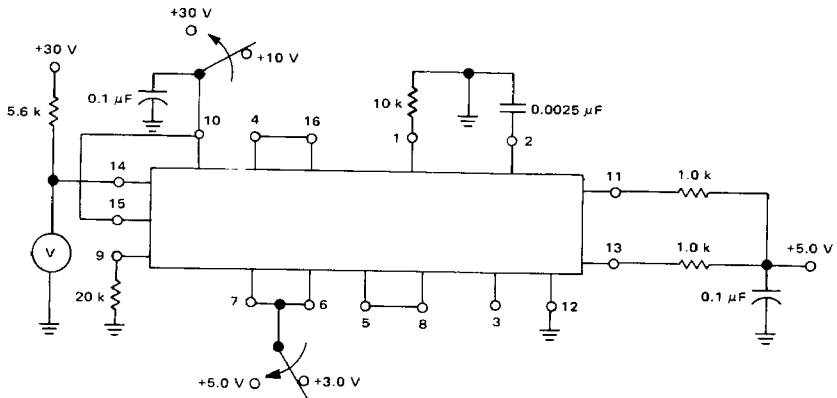 +30 V
+10 V
+30 V
0.1 μF
5.6 k
10
4
16
10 k
1
0.0025 μF
2
14
11
1.0 k
15
V
9
13
1.0 k
+5.0 V
20 k
7
6
5
8
3
12
0.1 μF
+5.0 V
+3.0 V